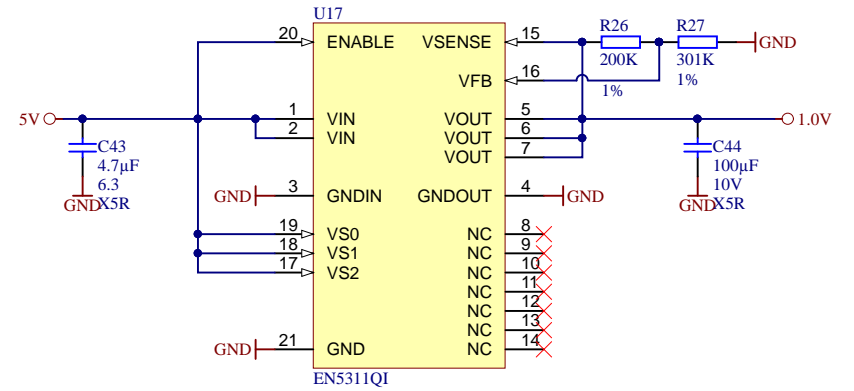 U17
20 ENABLE VSENSE 15 R26 R27
GND
200K 301K
VFB 16
1% 1%
5V 1 VIN VOUT 5 1.0V
2 VIN VOUT 6
VOUT 7
C43 C44
4.7µF 100µF
6.3 10V
GND X5R GND X5R
GND 3 GNDIN GNDOUT 4 GND
19 VS0 NC 8
18 VS1 NC 9
17 VS2 NC 10
NC 11
NC 12
NC 13
GND 21 GND NC 14
EN5311QI